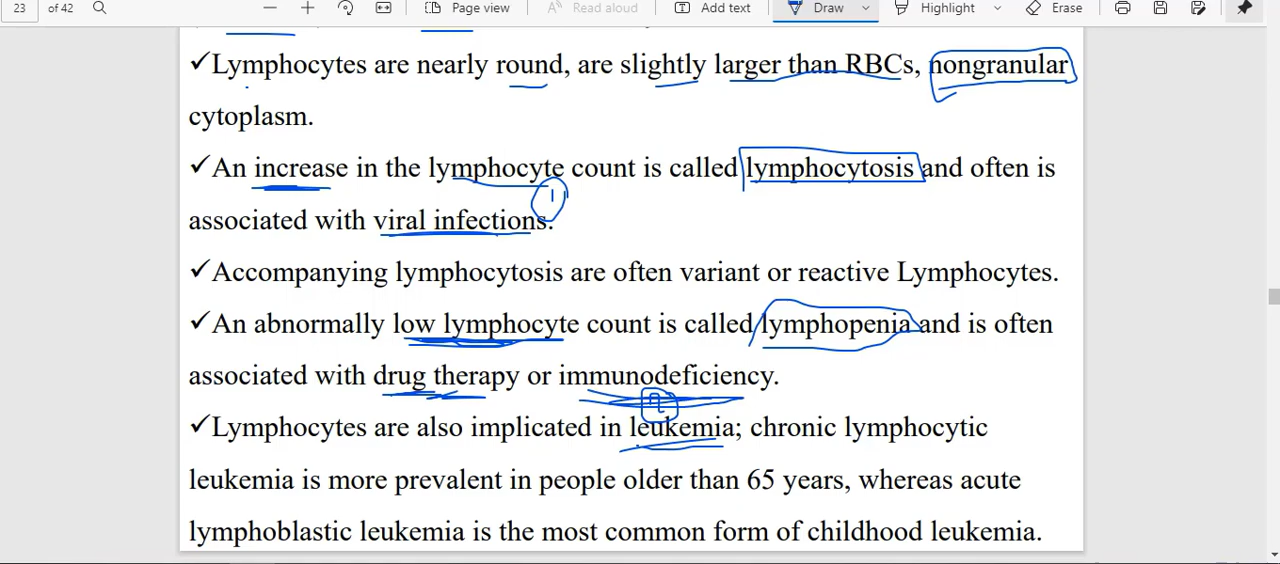 23 of 42 Page view Read aloud Add text Draw Highlight Erase
✓Lymphocytes are nearly round, are slightly larger than RBCs, nongranular
cytoplasm.
✓An increase in the lymphocyte count is called lymphocytosis and often is
associated with viral infections.
1
✓Accompanying lymphocytosis are often variant or reactive Lymphocytes.
✓An abnormally low lymphocyte count is called lymphopenia and is often
associated with drug therapy or immunodeficiency.
✓Lymphocytes are also implicated in leukemia; chronic lymphocytic
leukemia is more prevalent in people older than 65 years, whereas acute
lymphoblastic leukemia is the most common form of childhood leukemia.